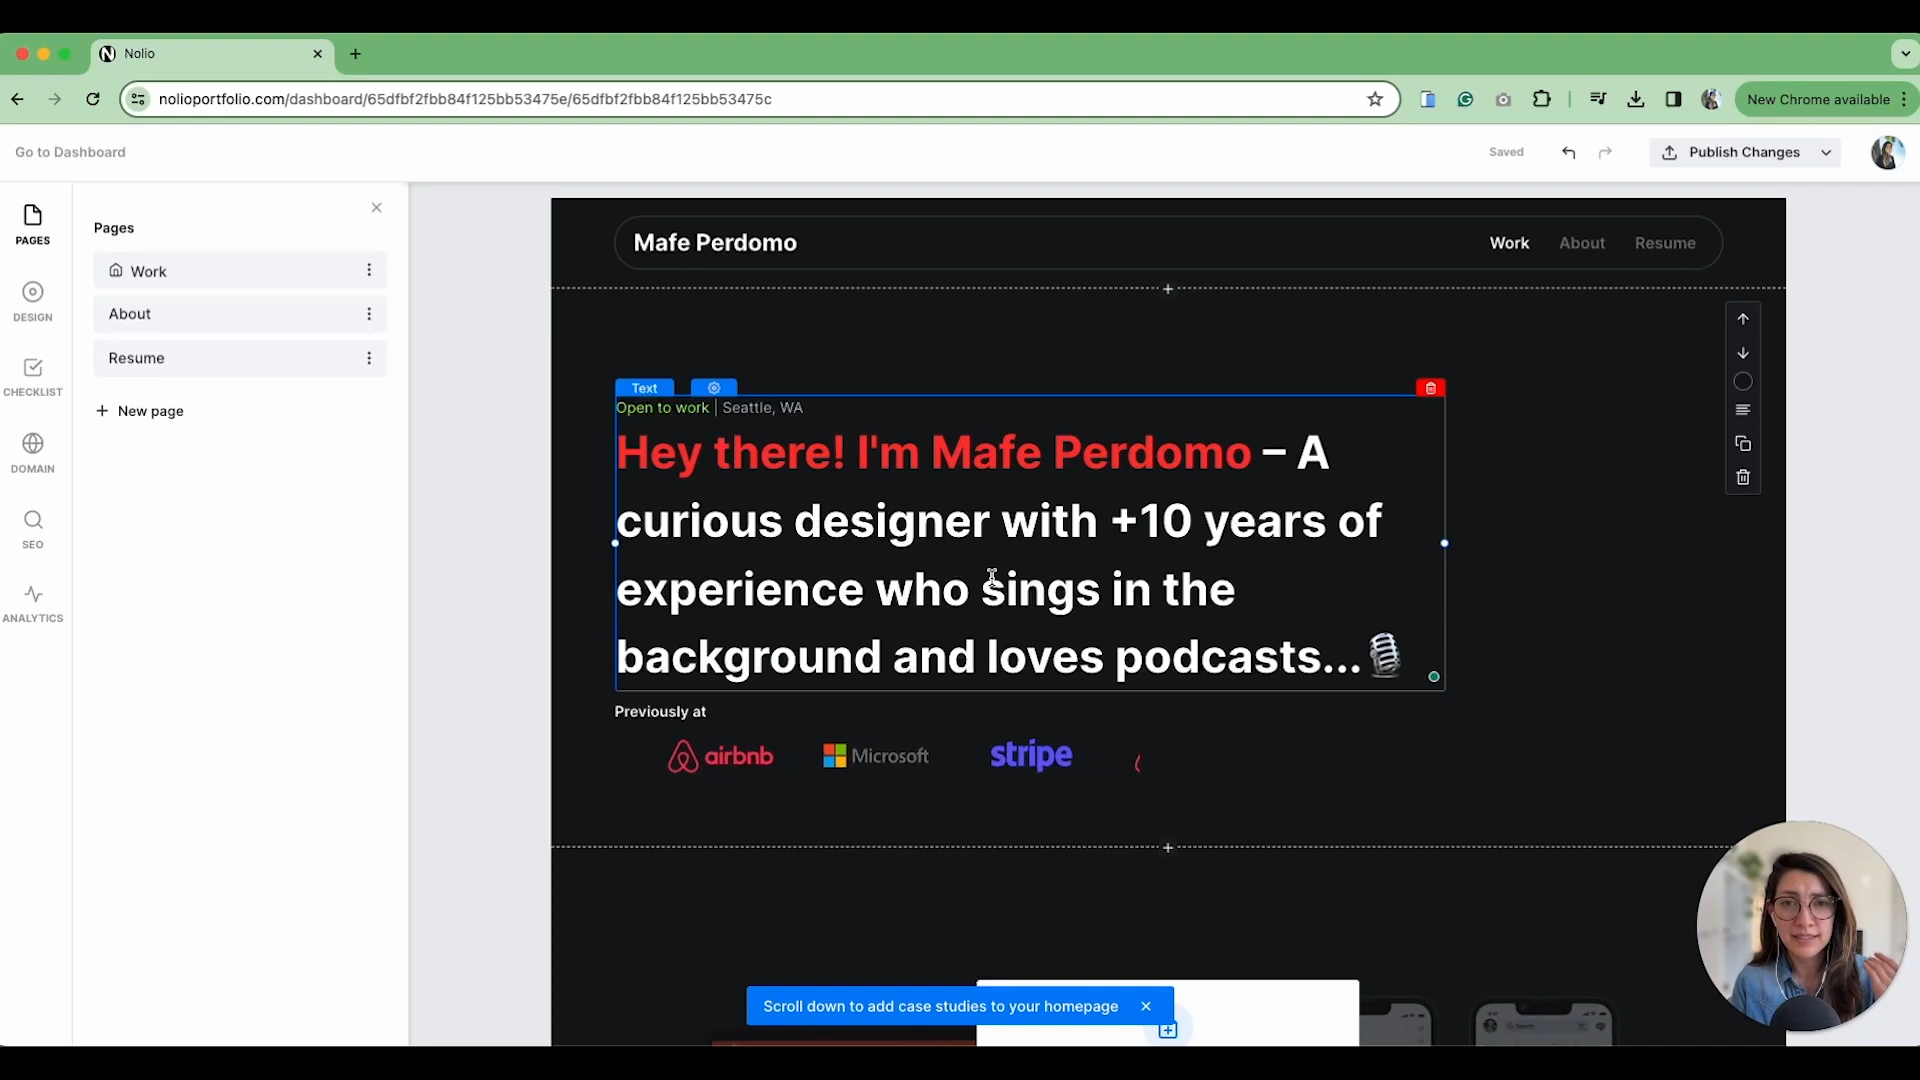 Nolio
nolioportfolio.com/dashboard/65dfbf2fbb84f125bb53475e/65dfbf2fbb84f125bb53475c
New Chrome available
Go to Dashboard
Saved
Publish Changes
PAGES
DESIGN
CHECKLIST
DOMAIN
SEO
ANALYTICS
Pages
Work
About
Resume
+ New page
Mafe Perdomo
Work
About
Resume
Text
Open to work | Seattle, WA
Hey there! I'm Mafe Perdomo – A
curious designer with +10 years of
experience who sings in the
background and loves podcasts...🎙
Previously at
airbnb
Microsoft
stripe
Scroll down to add case studies to your homepage
Search